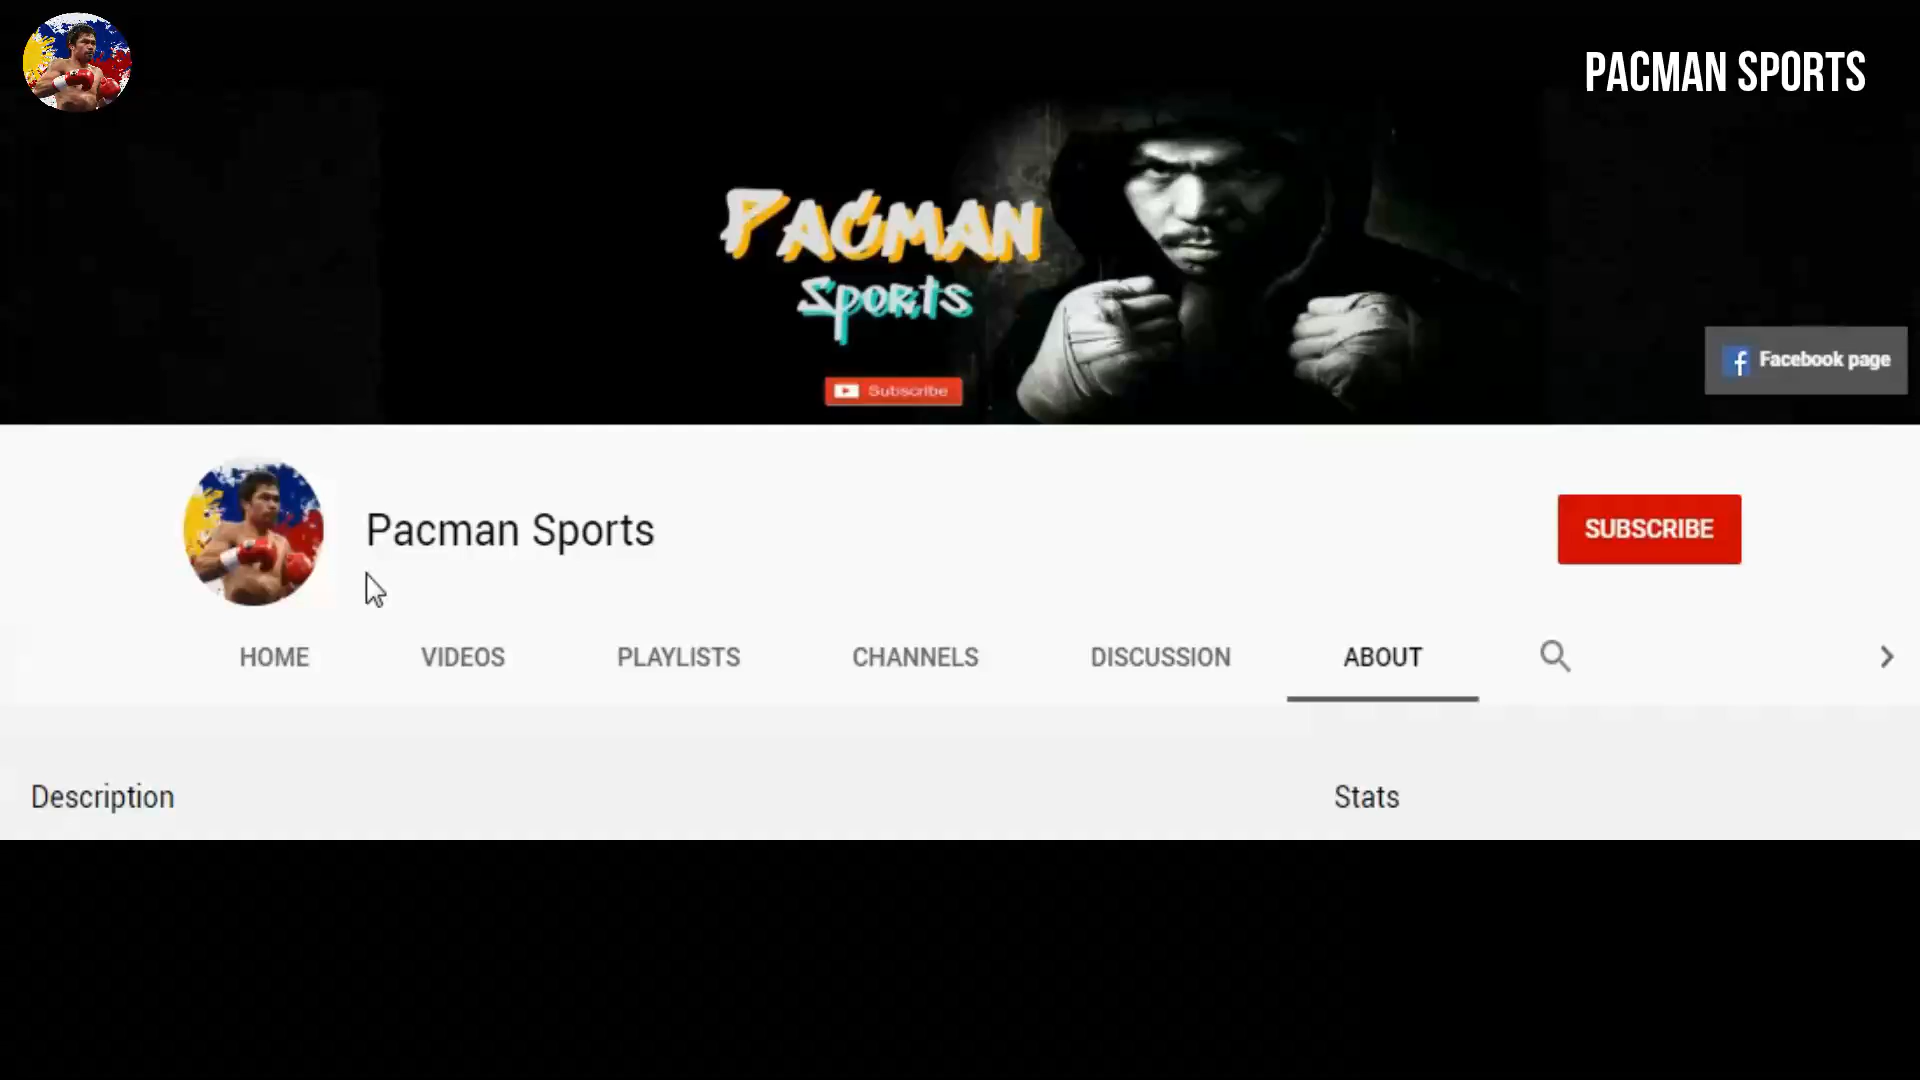 PACMAN SPORTS
PACMAN
Sports
Subscribe
Facebook page
Pacman Sports
SUBSCRIBE
HOME VIDEOS PLAYLISTS CHANNELS DISCUSSION ABOUT
Description Stats